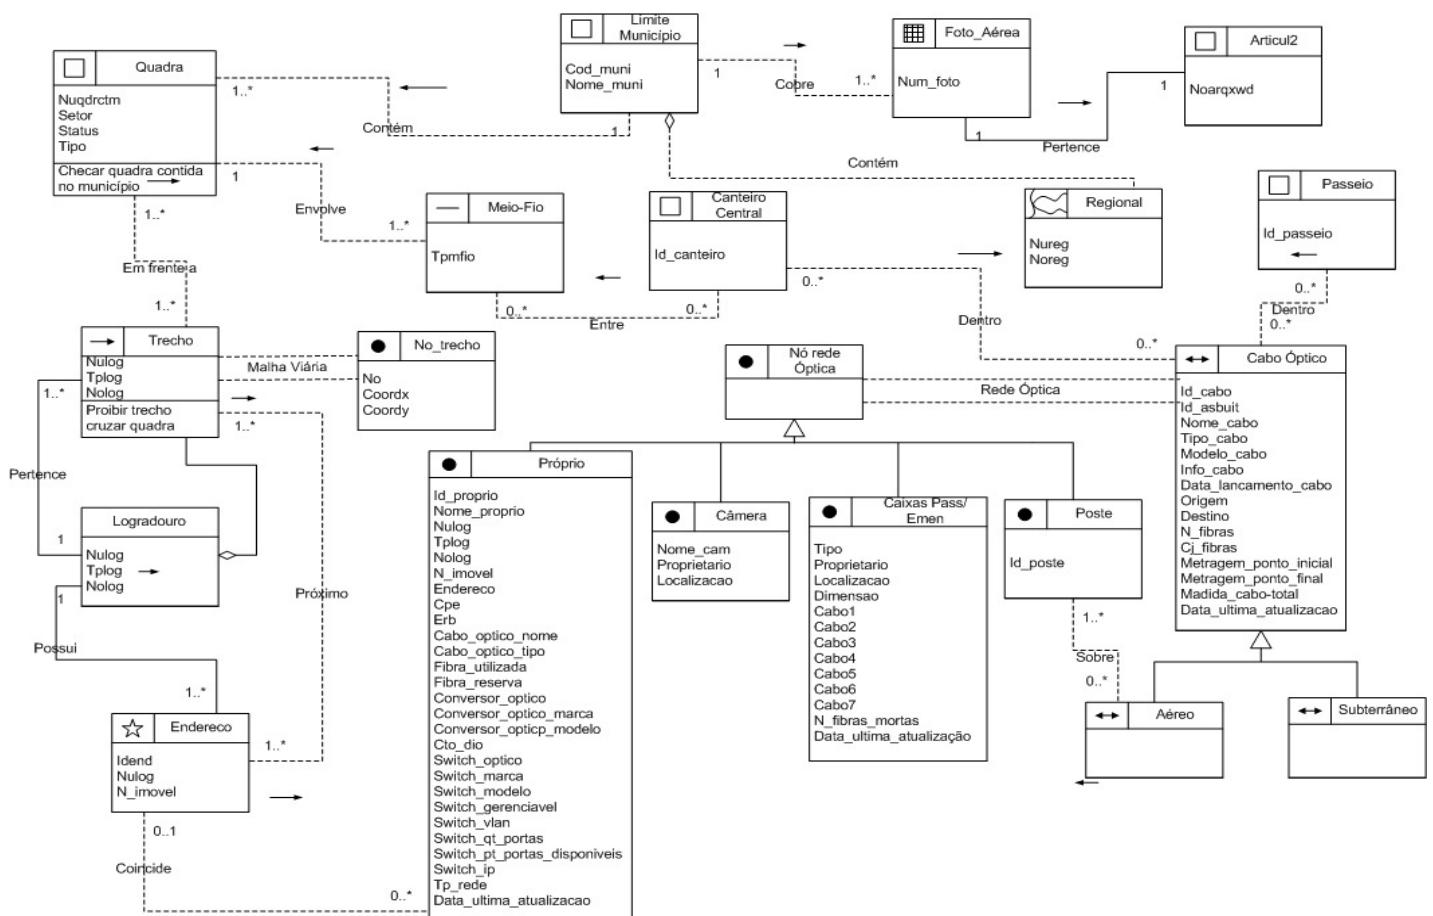 Limite
Município
Cod_muni
Nome_muni
Foto_Aérea
Num_foto
Articul2
Noarqxwd
Quadra
Nuqdrctm
Setor
Status
Tipo
Checar quadra contida
no município
1..*
Contém
1
1
Cobre
1..*
1
Pertence
1
Contém
1
Envolve
1..*
Meio-Fio
Tpmfio
Canteiro
Central
Id_canteiro
Regional
Nureg
Noreg
Passeio
Id_passeio
0..*
Dentro
0..*
1..*
Em frente a
1..*
0..*
Entre
0..*
0..*
Dentro
0..*
Trecho
Nulog
Tplog
Nolog
Proibir trecho
cruzar quadra
Malha Viária
No_trecho
No
Coordx
Coordy
Nó rede
Óptica
Rede Óptica
Cabo Óptico
Id_cabo
Id_asbuit
Nome_cabo
Tipo_cabo
Modelo_cabo
Info_cabo
Data_lancamento_cabo
Origem
Destino
N_fibras
Cj_fibras
Metragem_ponto_inicial
Metragem_ponto_final
Madida_cabo-total
Data_ultima_atualizacao
1..*
Pertence
1
1..*
Próximo
1..*
Logradouro
Nulog
Tplog
Nolog
1
Possui
1..*
Endereco
Idend
Nulog
N_imovel
0..1
Coincide
0..*
Próprio
Id_proprio
Nome_proprio
Nulog
Tplog
Nolog
N_imovel
Endereco
Cpe
Erb
Cabo_optico_nome
Cabo_optico_tipo
Fibra_utilizada
Fibra_reserva
Conversor_optico
Conversor_optico_marca
Conversor_opticp_modelo
Cto_dio
Switch_optico
Switch_marca
Switch_modelo
Switch_gerenciavel
Switch_vlan
Switch_qt_portas
Switch_pt_portas_disponiveis
Switch_ip
Tp_rede
Data_ultima_atualizacao
Câmera
Nome_cam
Proprietario
Localizacao
Caixas Pass/
Emen
Tipo
Proprietario
Localizacao
Dimensao
Cabo1
Cabo2
Cabo3
Cabo4
Cabo5
Cabo6
Cabo7
N_fibras_mortas
Data_ultima_atualização
Poste
Id_poste
1..*
Sobre
0..*
Aéreo
Subterrâneo